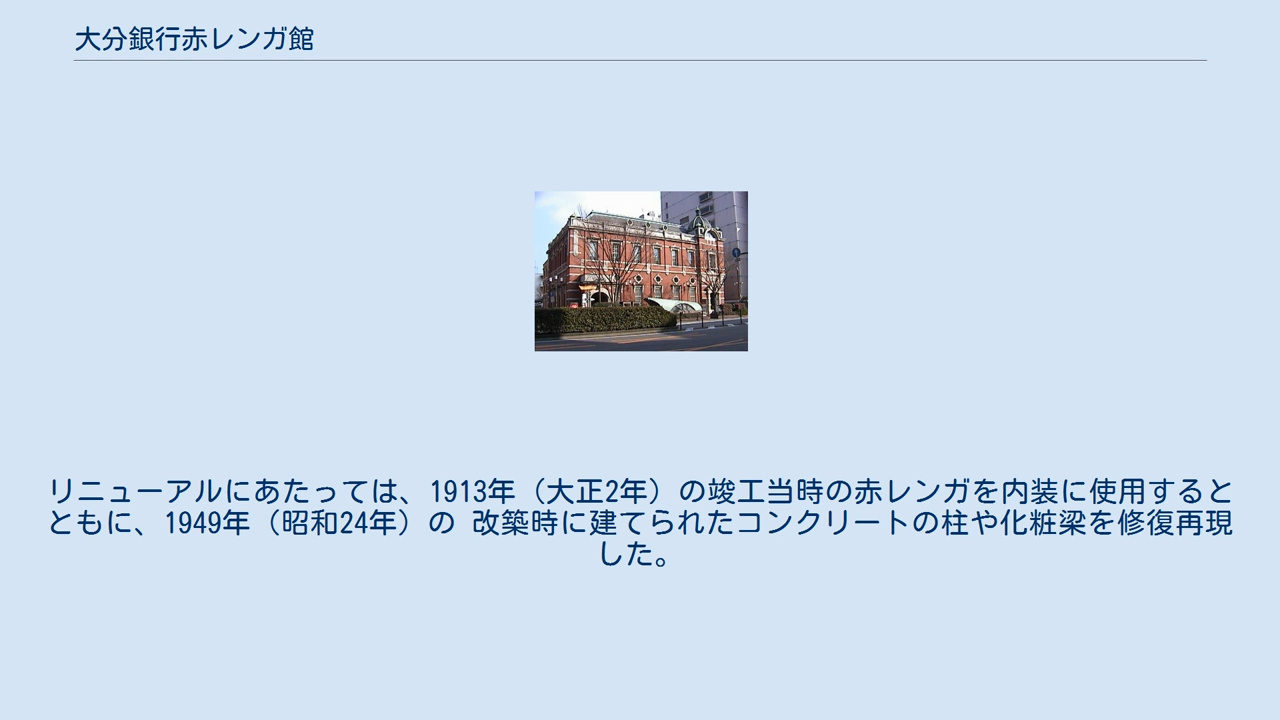 大分銀行赤レンガ館
リニューアルにあたっては、1913年（大正2年）の竣工当時の赤レンガを内装に使用すると
ともに、1949年（昭和24年）の 改築時に建てられたコンクリートの柱や化粧梁を修復再現
した。